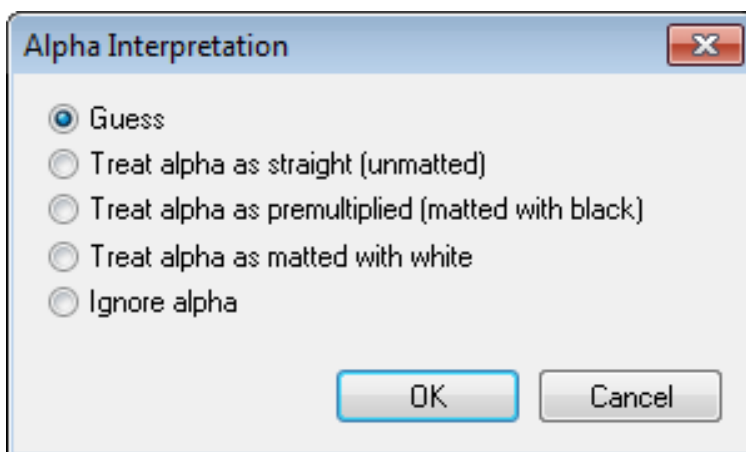 Alpha Interpretation
Guess
Treat alpha as straight (unmatted)
Treat alpha as premultiplied (matted with black)
Treat alpha as matted with white
Ignore alpha
OK
Cancel